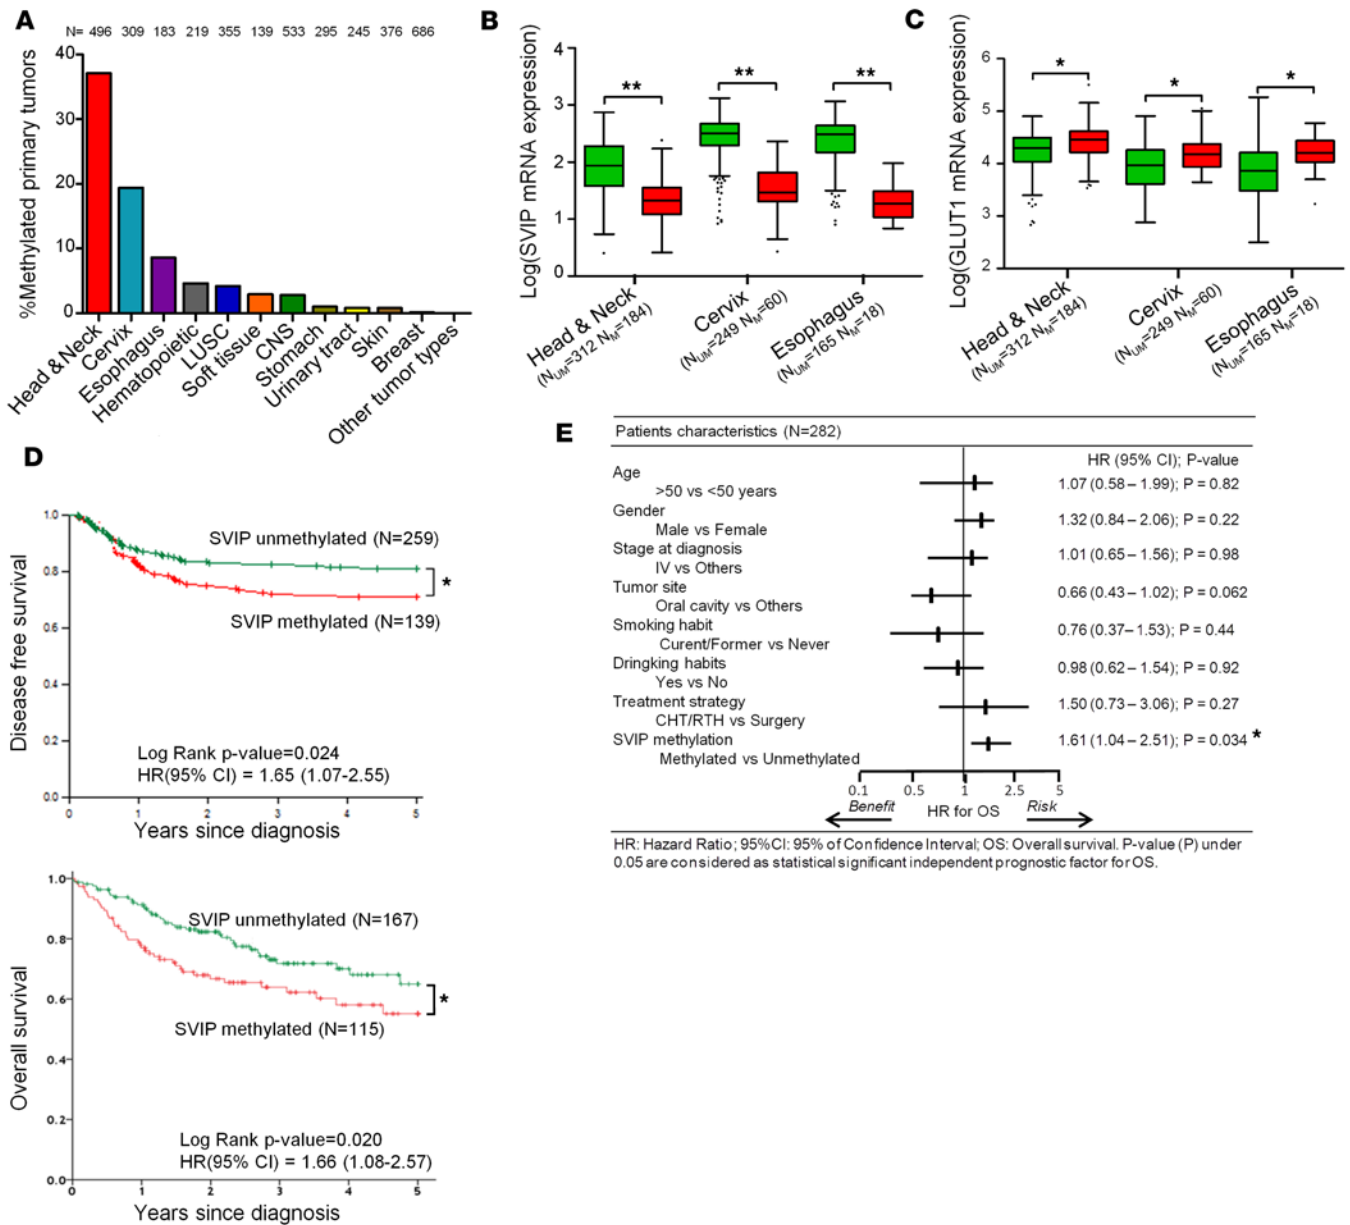 A
N= 496 309 183 219 355 139 533 295 245 376 686
%Methylated primary tumors
40
20
10
0
Head & Neck
Cervix
Esophagus
Hematopoietic
LUSC
Soft tissue
CNS
Stomach
Urinary tract
Skin
Breast
Other tumor types
B
Log(SVIP mRNA expression)
4
3
2
1
0
**
**
**
Head & Neck
(NUM=312 NM=184)
Cervix
(NUM=249 NM=60)
Esophagus
(NUM=165 NM=18)
C
Log(GLUT1 mRNA expression)
6
5
4
3
2
*
*
*
Head & Neck
(NUM=312 NM=184)
Cervix
(NUM=249 NM=60)
Esophagus
(NUM=165 NM=18)
D
Disease free survival
1.0
0.8
0.6
0.4
0.2
0.0
SVIP unmethylated (N=259)
*
SVIP methylated (N=139)
Log Rank p-value=0.024
HR(95% CI) = 1.65 (1.07-2.55)
0 1 2 3 4 5
Years since diagnosis
Overall survival
1.0
0.8
0.6
0.4
0.2
0.0
SVIP unmethylated (N=167)
*
SVIP methylated (N=115)
Log Rank p-value=0.020
HR(95% CI) = 1.66 (1.08-2.57)
0 1 2 3 4 5
Years since diagnosis
E
Patients characteristics (N=282)
HR (95% CI); P-value
Age
>50 vs <50 years 1.07 (0.58 – 1.99); P = 0.82
Gender
Male vs Female 1.32 (0.84 – 2.06); P = 0.22
Stage at diagnosis
IV vs Others 1.01 (0.65 – 1.56); P = 0.98
Tumor site
Oral cavity vs Others 0.66 (0.43 – 1.02); P = 0.062
Smoking habit
Curent/Former vs Never 0.76 (0.37– 1.53); P = 0.44
Dringking habits
Yes vs No 0.98 (0.62 – 1.54); P = 0.92
Treatment strategy
CHT/RTH vs Surgery 1.50 (0.73 – 3.06); P = 0.27
SVIP methylation
Methylated vs Unmethylated 1.61 (1.04 – 2.51); P = 0.034 *
0.1 0.5 1 2.5 5
Benefit HR for OS Risk
HR: Hazard Ratio; 95%CI: 95% of Confidence Interval; OS: Overall survival. P-value (P) under
0.05 are considered as statistical significant independent prognostic factor for OS.